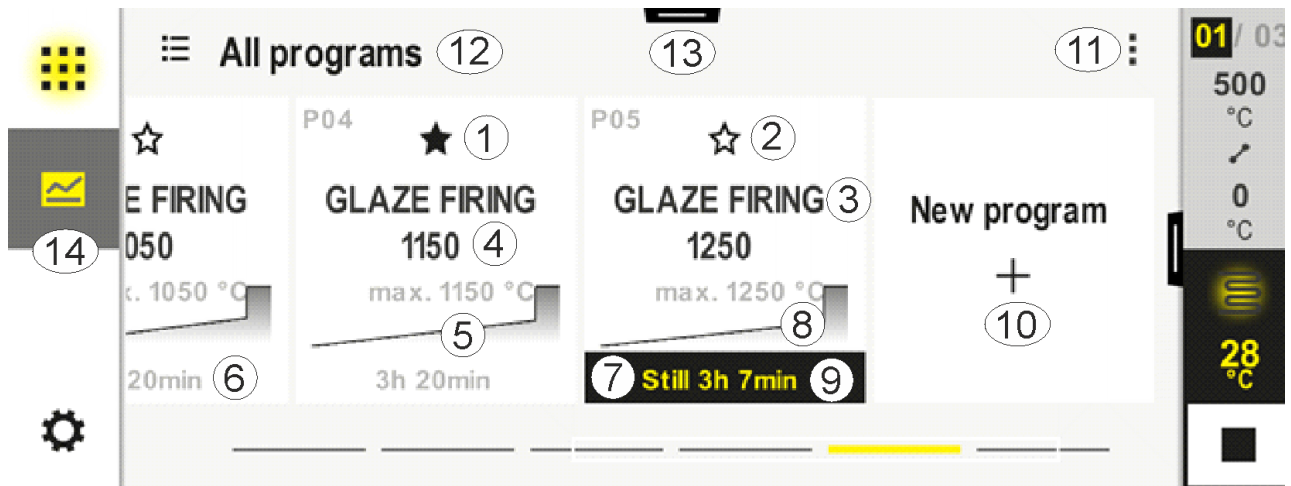 All programs 12
13
11
01 / 03
500
°C
0
°C
28
°C
14
E FIRING
050
x. 1050 °C
20min 6
P04
1
GLAZE FIRING
1150 4
max. 1150 °C
5
3h 20min
P05
2
GLAZE FIRING 3
1250
max. 1250 °C
8
7 Still 3h 7min 9
New program
+
10